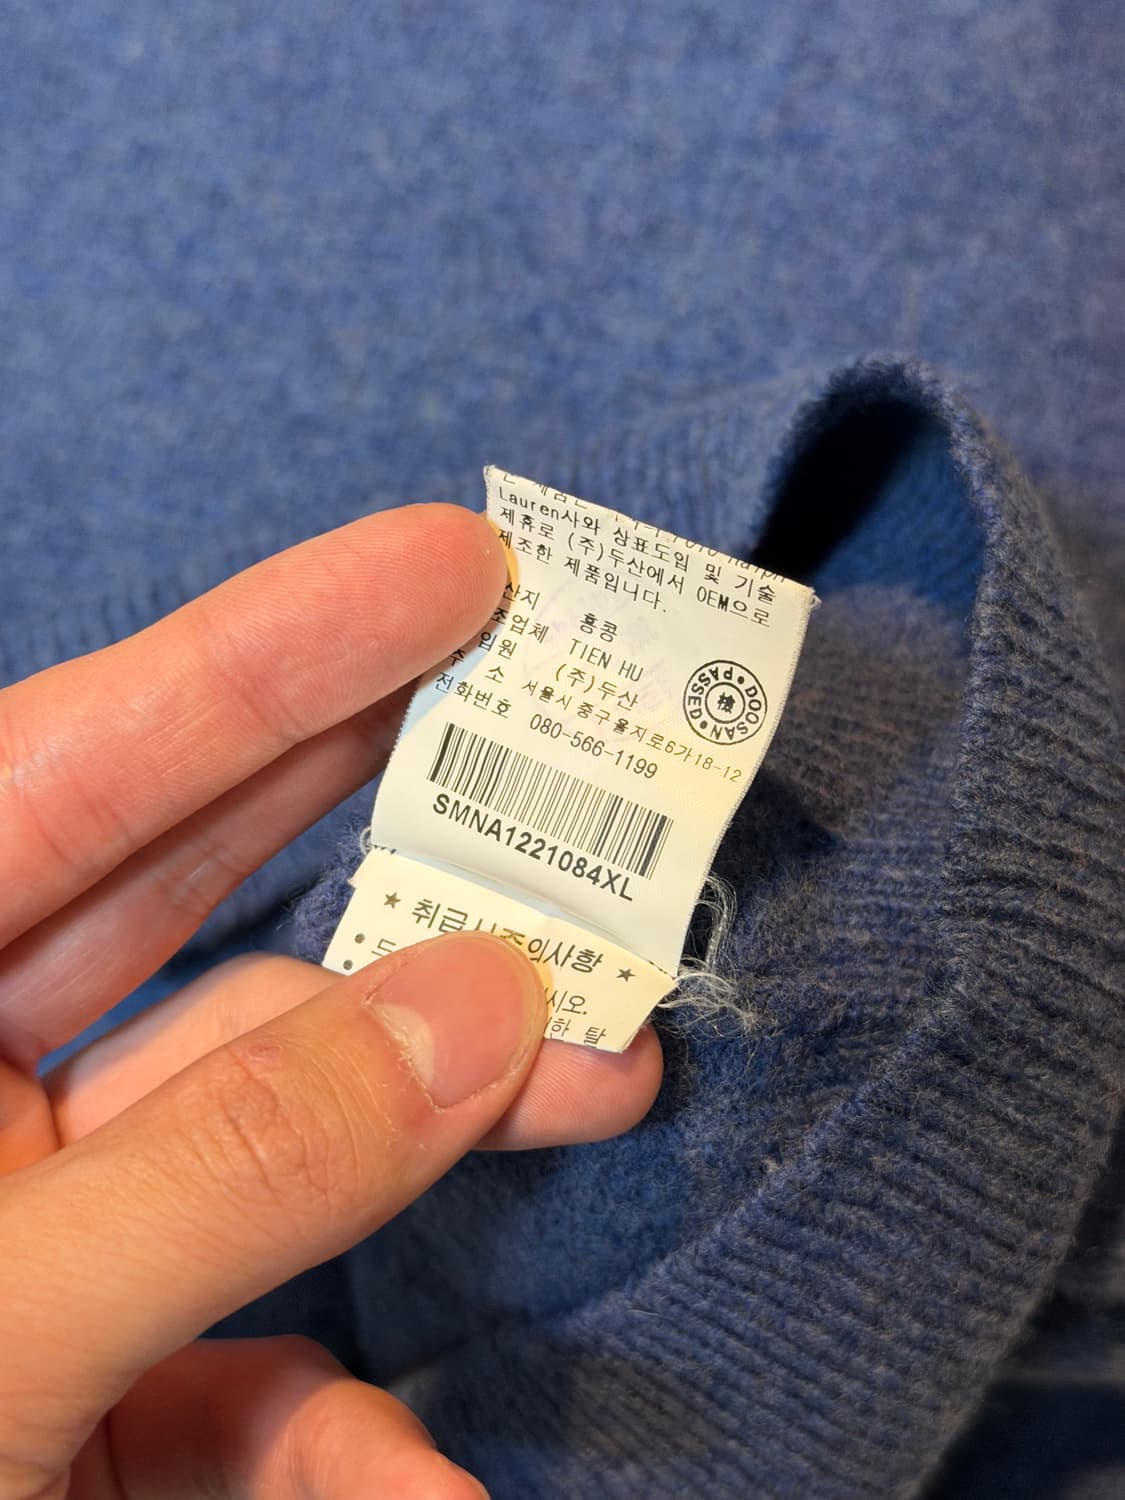 Lauren사와 상표도입 및 기술
제휴로 (주)두산에서 OEM으로
제조한 제품입니다.
산지 홍콩
조업체 TIEN HU
입원 (주)두산
주 소 서울시 중구을지로6가18-12
전화번호 080-566-1199
DOOSAN PASSED
檢
SMNA1221084XL
★ 취급시주의사항 ★
시오.
탈